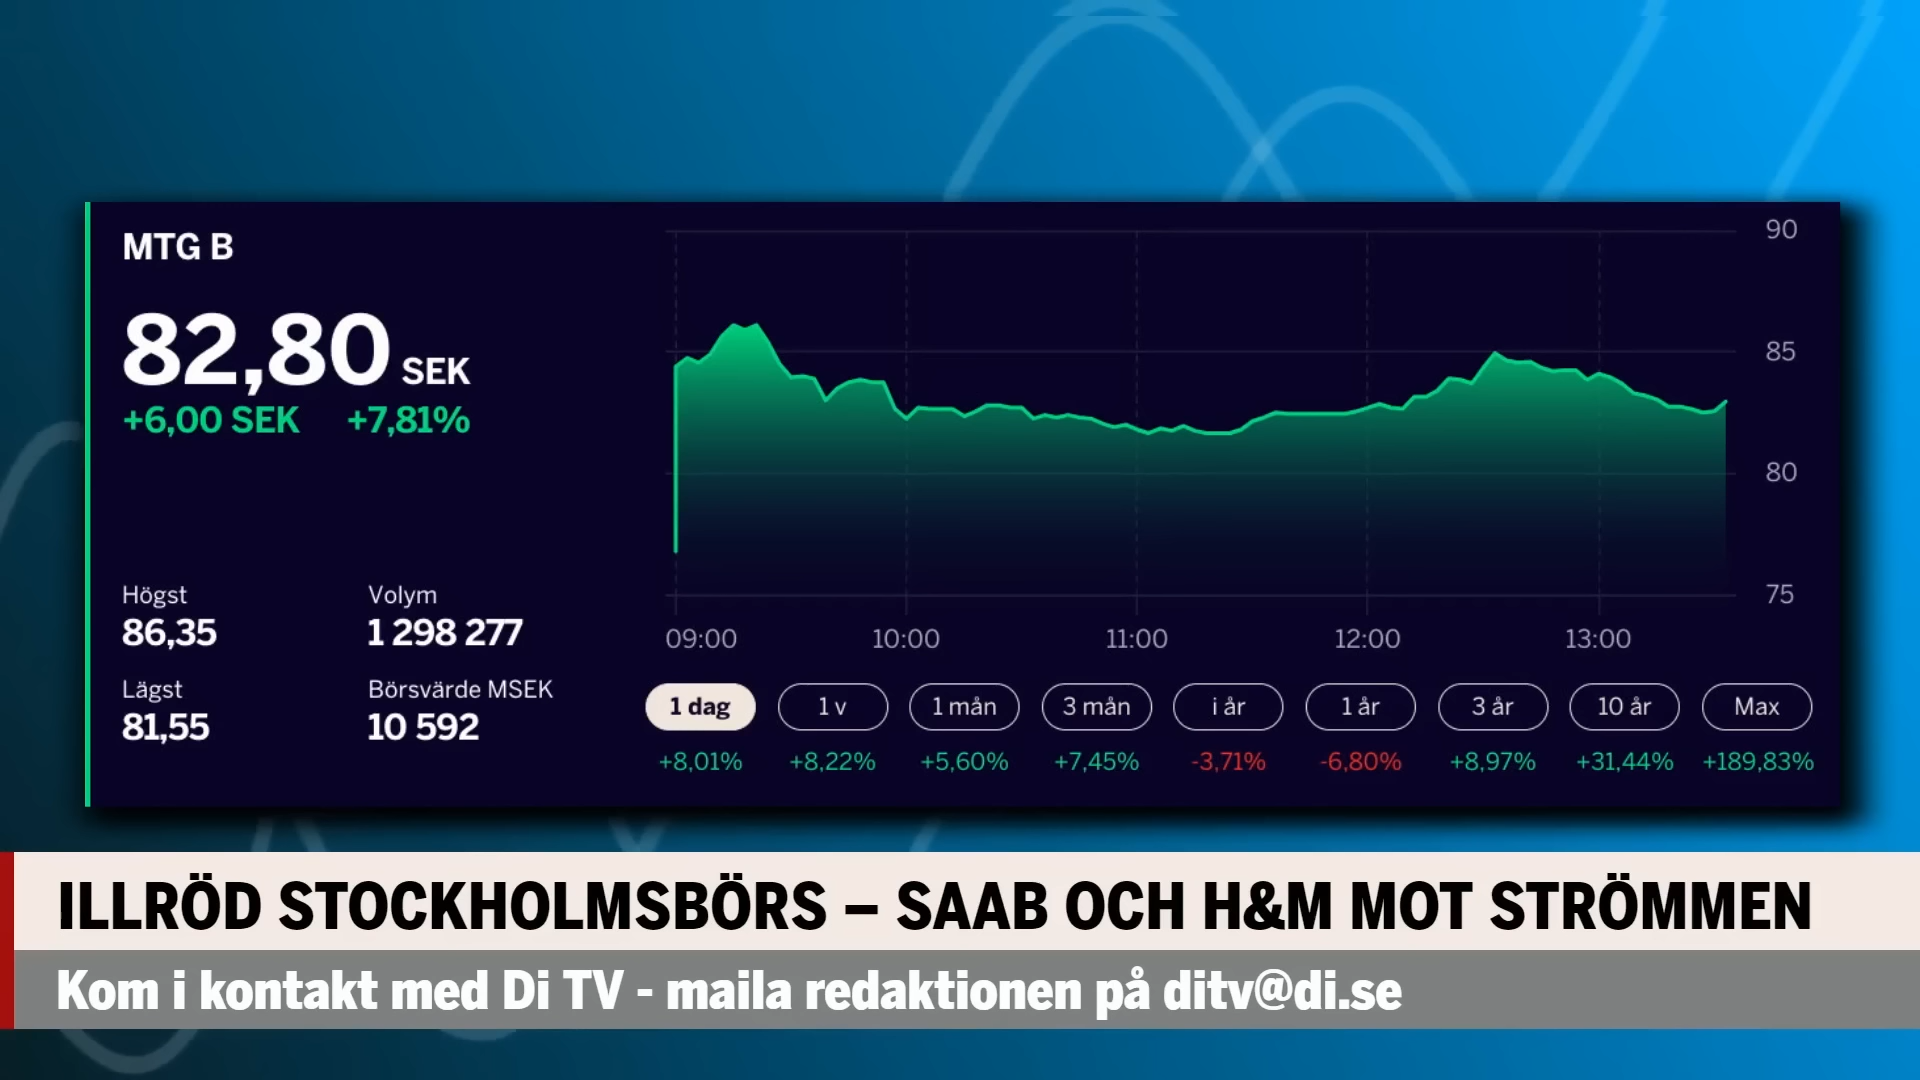 MTG B
82,80 SEK
+6,00 SEK +7,81%
Högst
86,35
Volym
1 298 277
Lägst
81,55
Börsvärde MSEK
10 592
90
85
80
75
09:00 10:00 11:00 12:00 13:00
1 dag 1 v 1 mån 3 mån i år 1 år 3 år 10 år Max
+8,01% +8,22% +5,60% +7,45% -3,71% -6,80% +8,97% +31,44% +189,83%
ILLRÖD STOCKHOLMSBÖRS – SAAB OCH H&M MOT STRÖMMEN
Kom i kontakt med Di TV - maila redaktionen på ditv@di.se